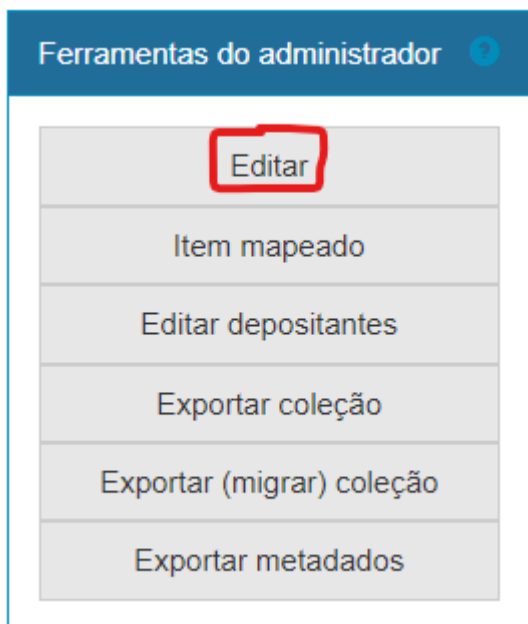 Ferramentas do administrador ?
Editar
Item mapeado
Editar depositantes
Exportar coleção
Exportar (migrar) coleção
Exportar metadados